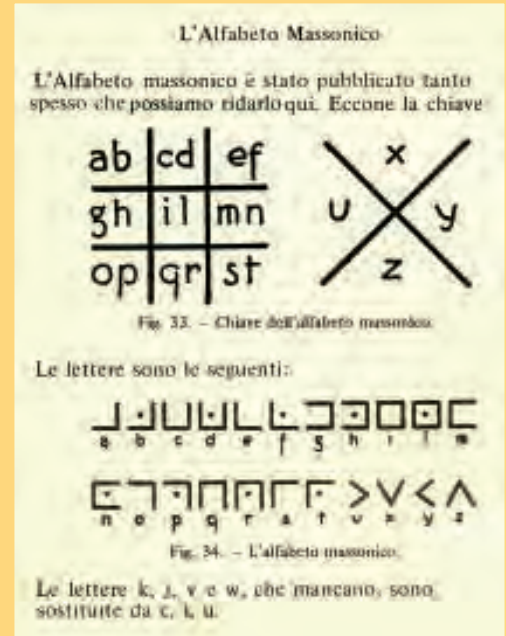 L'Alfabeto Massonico
L'Alfabeto massonico è stato pubblicato tanto
spesso che possiamo ridarlo qui. Eccone la chiave
ab cd ef x
gh il mn u y
op qr st z
Fig. 33. – Chiave dell'alfabeto massonico.
Le lettere sono le seguenti:
a b c d e f g h i l m
n o p q r s t u x y z
Fig. 34. – L'alfabeto massonico.
Le lettere k, j, v e w, che mancano, sono
sostituite da c, i, u.